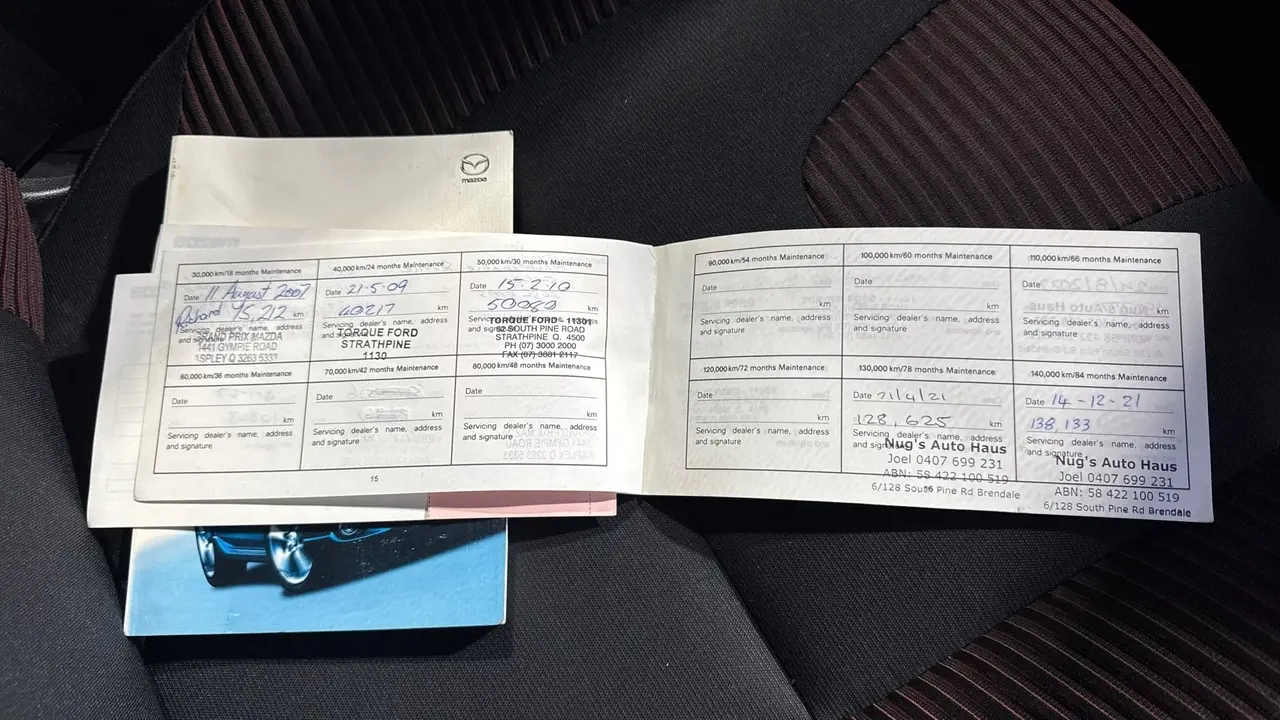 mazda
30,000 km/18 months Maintenance
Date 11 August 2007
km
Servicing dealer's name, address
and signature
GRAND PRIX MAZDA
1441 GYMPIE ROAD
ASPLEY Q 3263 5333
40,000 km/24 months Maintenance
Date 21-5-09
40217 km
Servicing dealer's name, address
and signature
TORQUE FORD
STRATHPINE
1130
50,000 km/30 months Maintenance
Date 15-2-10
50080 km
Servicing dealer's name, address
and signature
TORQUE FORD - 11301
62 SOUTH PINE ROAD
STRATHPINE Q. 4500
PH (07) 3000 2000
FAX (07) 3881 2117
60,000 km/36 months Maintenance
Date
km
Servicing dealer's name, address
and signature
70,000 km/42 months Maintenance
Date
km
Servicing dealer's name, address
and signature
80,000 km/48 months Maintenance
Date
km
Servicing dealer's name, address
and signature
15
90,000 km/54 months Maintenance
Date
km
Servicing dealer's name, address
and signature
100,000 km/60 months Maintenance
Date
km
Servicing dealer's name, address
and signature
110,000 km/66 months Maintenance
Date
km
Servicing dealer's name, address
and signature
120,000 km/72 months Maintenance
Date
km
Servicing dealer's name, address
and signature
130,000 km/78 months Maintenance
Date 21/4/21
128,625 km
Servicing dealer's name, address
and signature
Nug's Auto Haus
Joel 0407 699 231
ABN: 58 422 100 519
6/128 South Pine Rd Brendale
140,000 km/84 months Maintenance
Date 14-12-21
138,133 km
Servicing dealer's name, address
and signature
Nug's Auto Haus
Joel 0407 699 231
ABN: 58 422 100 519
6/128 South Pine Rd Brendale
16